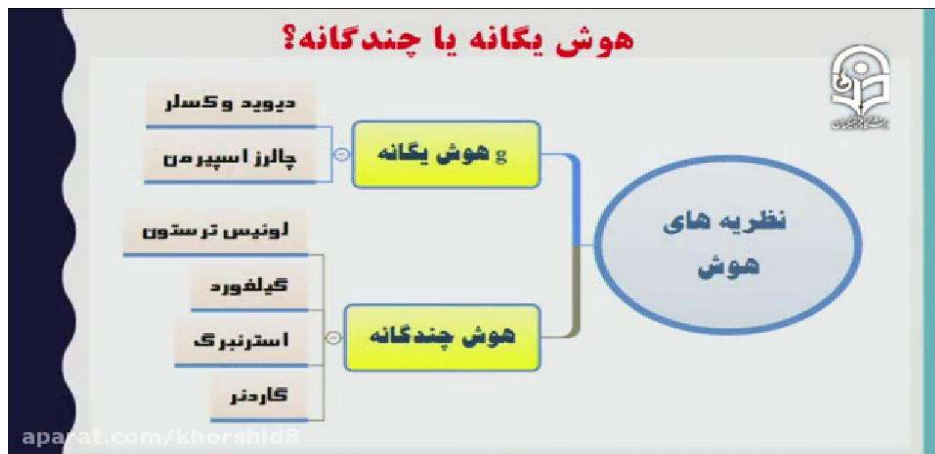 هوش یگانه یا چندگانه؟
نظریه های
هوش
g هوش یگانه
دیوید وکسلر
چالرز اسپیرمن
هوش چندگانه
لوئیس ترستون
گیلفورد
استرنبرگ
گاردنر
aparat.com/khorshid8